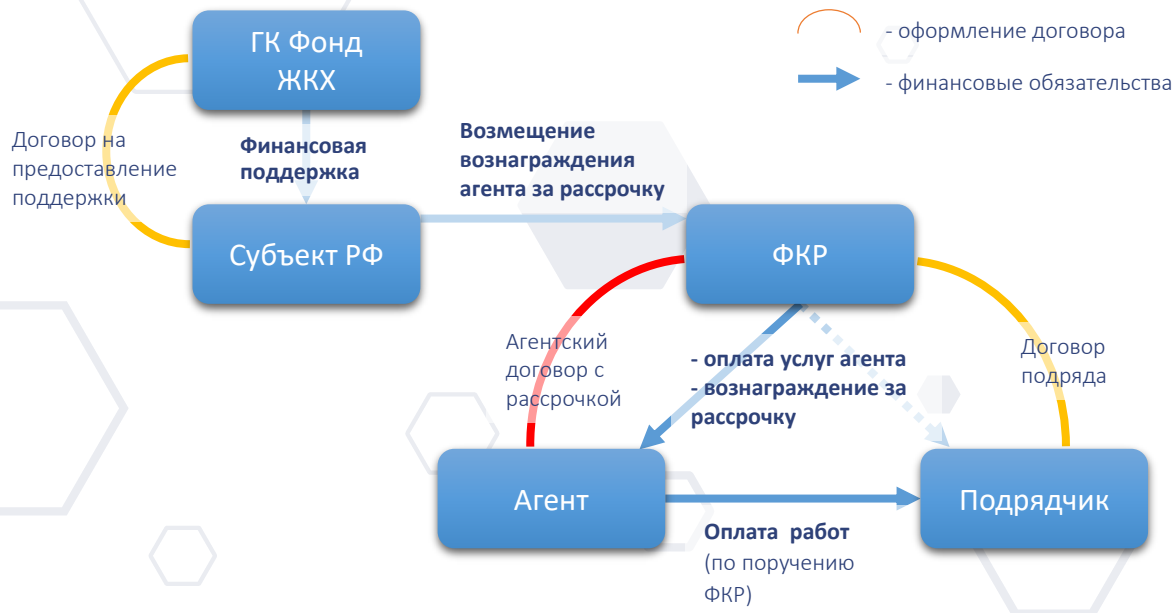 ГК Фонд
ЖКХ
- оформление договора
- финансовые обязательства
Договор на
предоставление
поддержки
Финансовая
поддержка
Возмещение
вознаграждения
агента за рассрочку
Субъект РФ
ФКР
Агентский
договор с
рассрочкой
- оплата услуг агента
- вознаграждение за
рассрочку
Договор
подряда
Агент
Подрядчик
Оплата работ
(по поручению
ФКР)